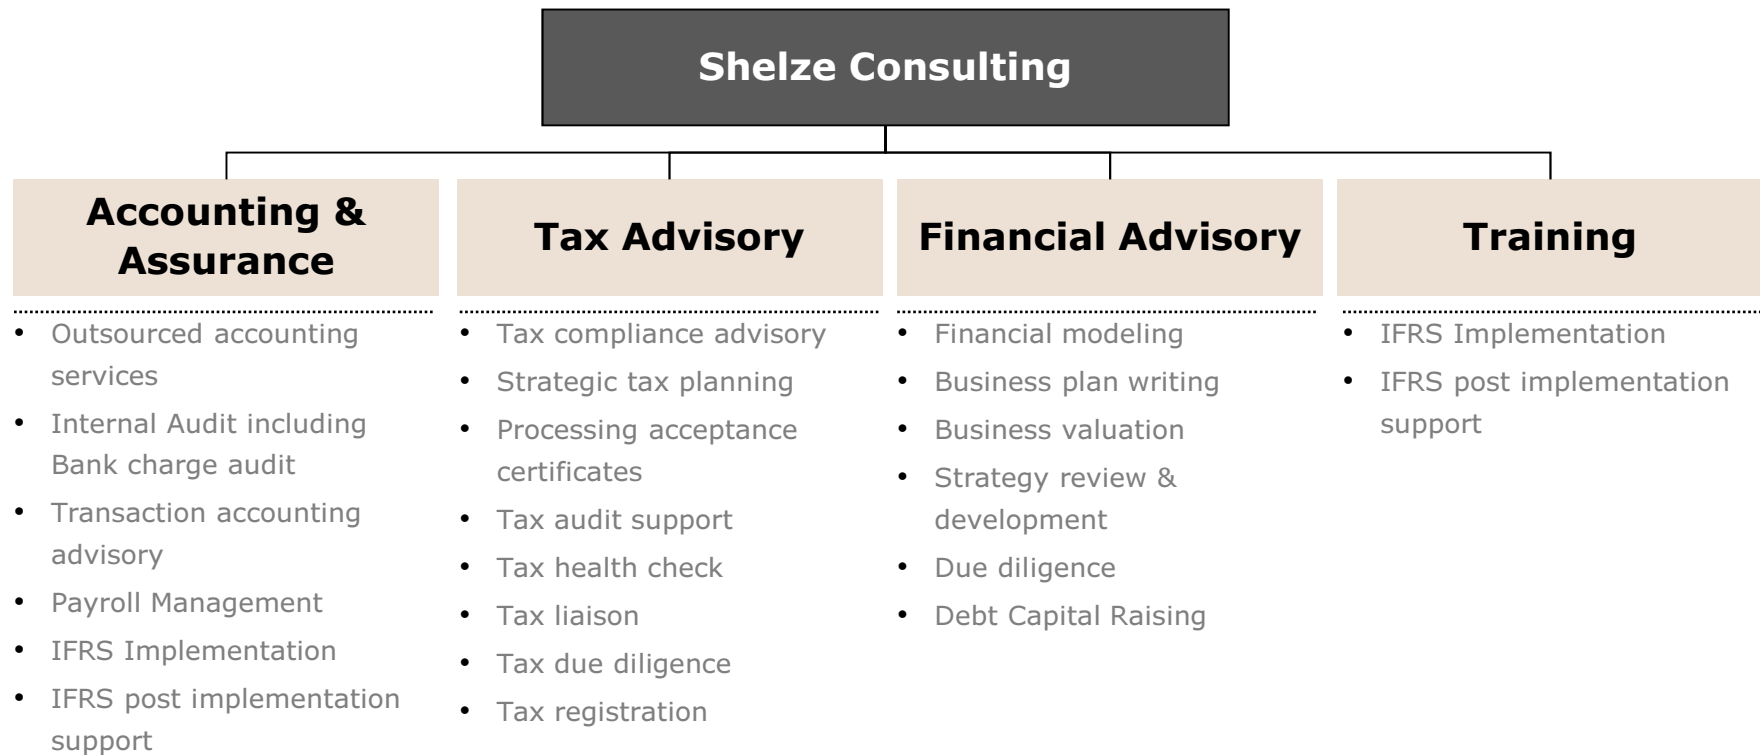 Shelze Consulting
Accounting &
Assurance
• Outsourced accounting
services
• Internal Audit including
Bank charge audit
• Transaction accounting
advisory
• Payroll Management
• IFRS Implementation
• IFRS post implementation
support
Tax Advisory
• Tax compliance advisory
• Strategic tax planning
• Processing acceptance
certificates
• Tax audit support
• Tax health check
• Tax liaison
• Tax due diligence
• Tax registration
Financial Advisory
• Financial modeling
• Business plan writing
• Business valuation
• Strategy review &
development
• Due diligence
• Debt Capital Raising
Training
• IFRS Implementation
• IFRS post implementation
support